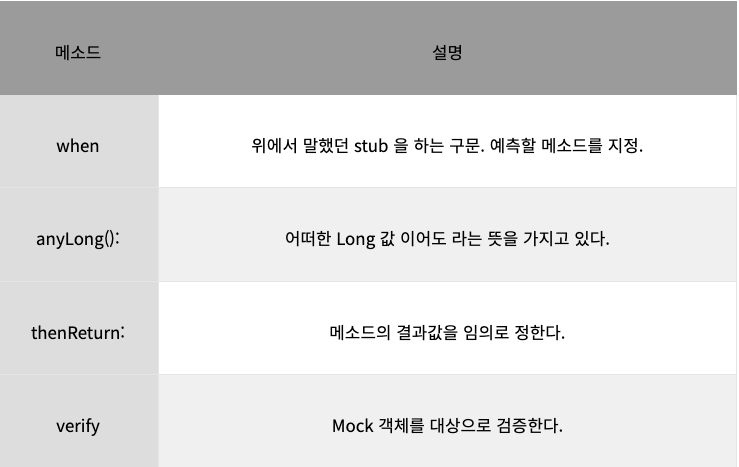 메소드 설명
when 위에서 말했던 stub 을 하는 구문. 예측할 메소드를 지정.
anyLong(): 어떠한 Long 값 이어도 라는 뜻을 가지고 있다.
thenReturn: 메소드의 결과값을 임의로 정한다.
verify Mock 객체를 대상으로 검증한다.